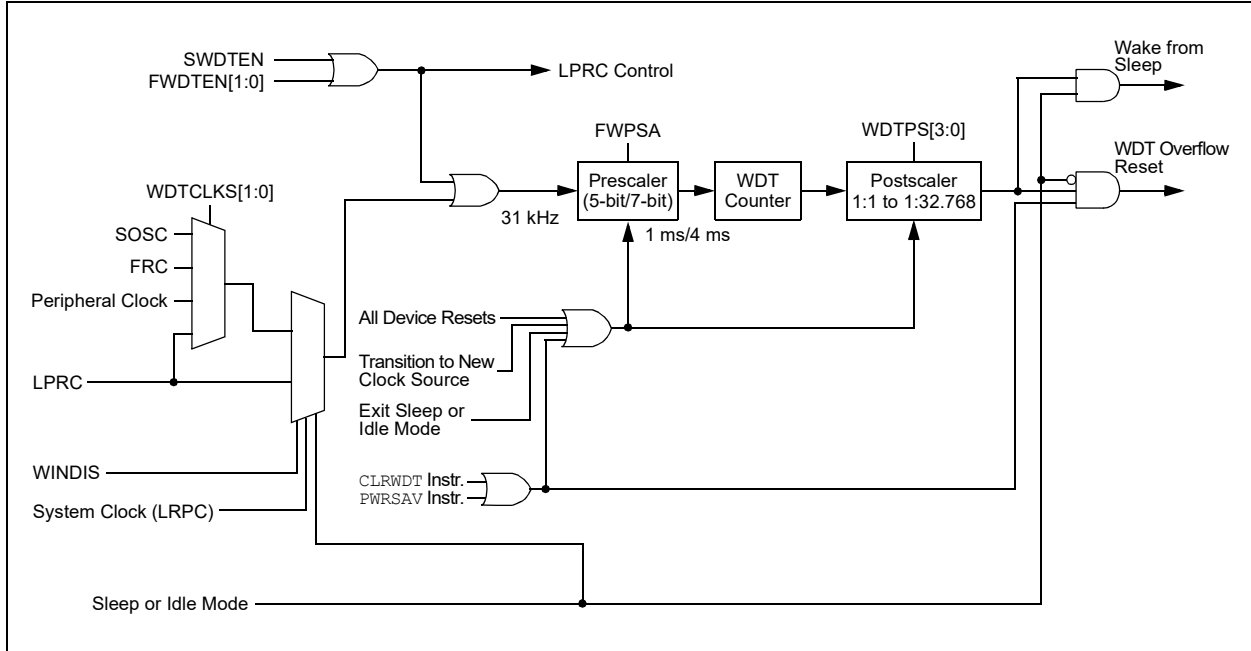 SWDTEN
FWDTEN[1:0]
LPRC Control
Wake from
Sleep
FWPSA
WDTPS[3:0]
WDT Overflow
Reset
WDTCLKS[1:0]
Prescaler
(5-bit/7-bit)
WDT
Counter
Postscaler
1:1 to 1:32.768
31 kHz
1 ms/4 ms
SOSC
FRC
Peripheral Clock
LPRC
All Device Resets
Transition to New
Clock Source
Exit Sleep or
Idle Mode
WINDIS
CLRWDT Instr.
PWRSAV Instr.
System Clock (LRPC)
Sleep or Idle Mode